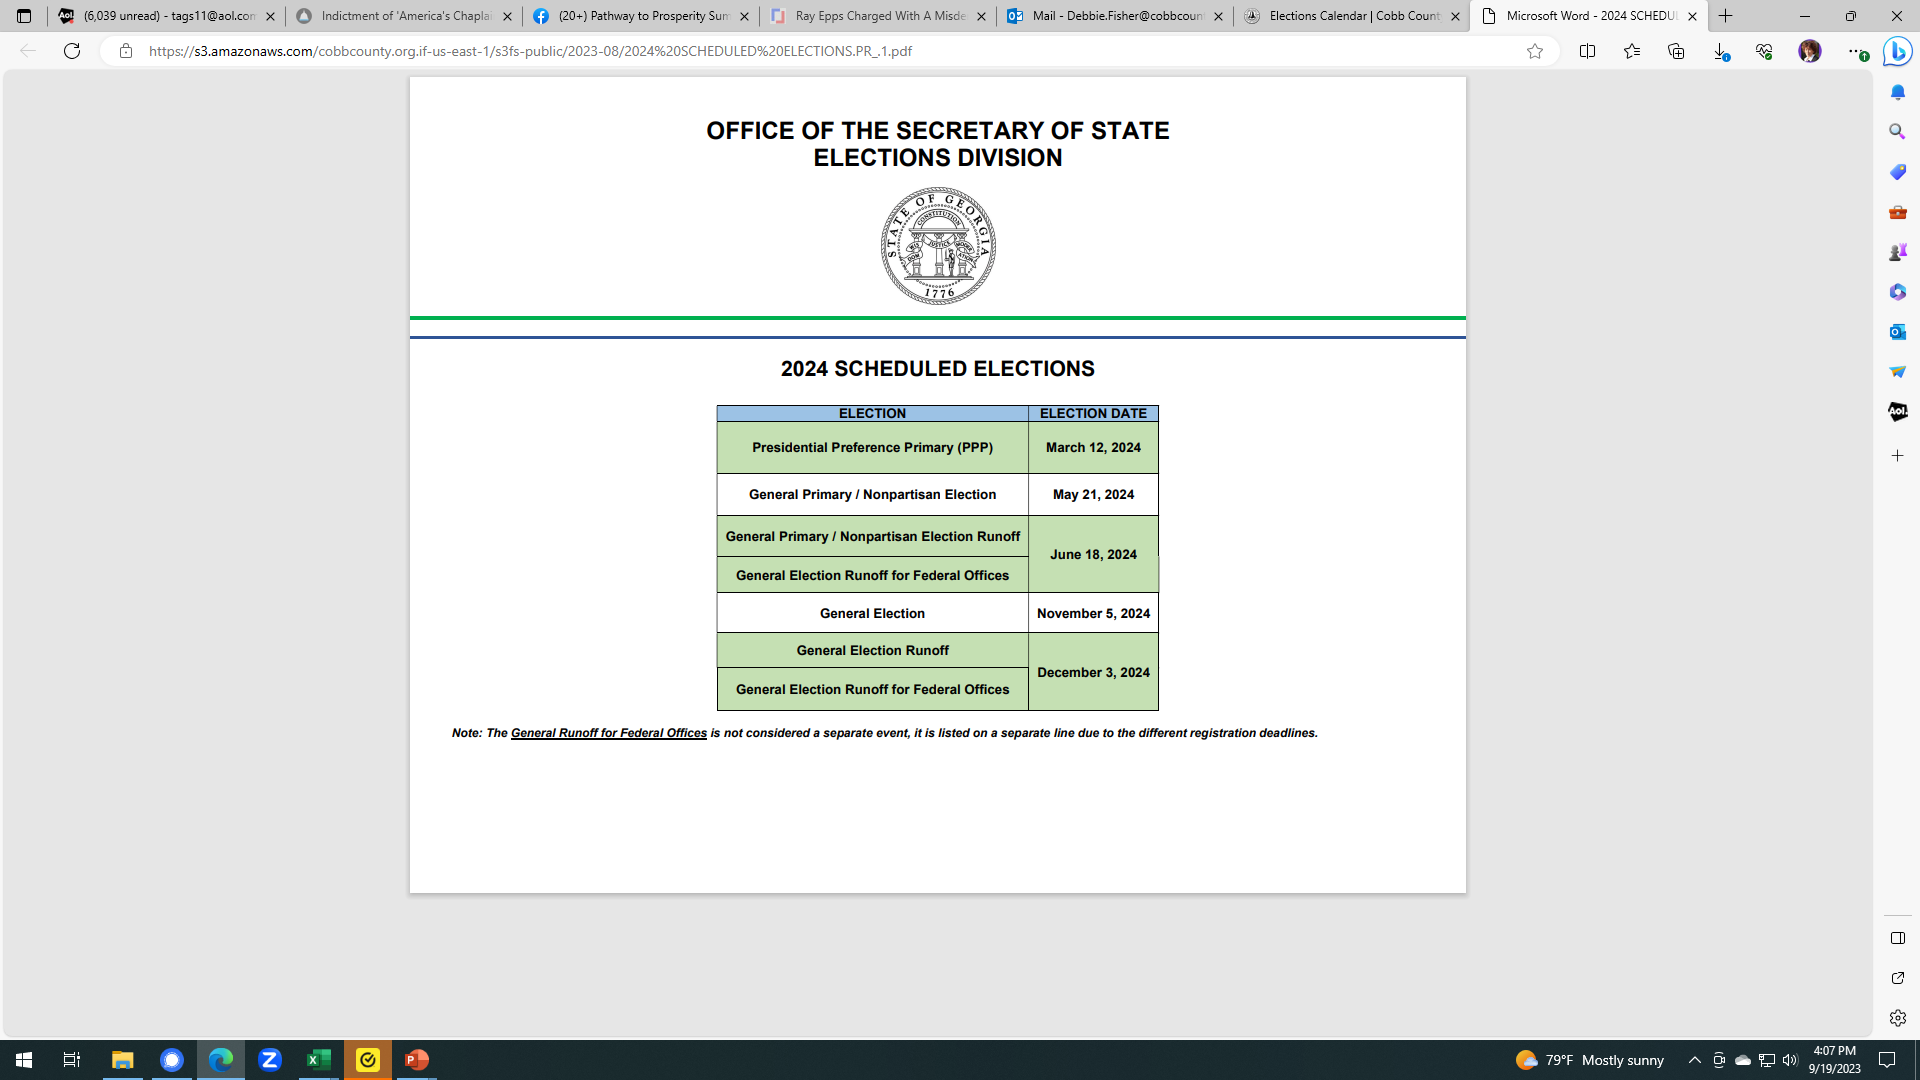 (6,039 unread) - tags11@aol.com
Indictment of 'America's Chaplai
(20+) Pathway to Prosperity Sum
Ray Epps Charged With A Misde
Mail - Debbie.Fisher@cobbcoun
Elections Calendar | Cobb Count
Microsoft Word - 2024 SCHEDUL
https://s3.amazonaws.com/cobbcounty.org.if-us-east-1/s3fs-public/2023-08/2024%20SCHEDULED%20ELECTIONS.PR_.1.pdf
OFFICE OF THE SECRETARY OF STATE
ELECTIONS DIVISION
STATE OF GEORGIA
CONSTITUTION
JUSTICE
1776
2024 SCHEDULED ELECTIONS
ELECTION ELECTION DATE
Presidential Preference Primary (PPP) March 12, 2024
General Primary / Nonpartisan Election May 21, 2024
General Primary / Nonpartisan Election Runoff
June 18, 2024
General Election Runoff for Federal Offices
General Election November 5, 2024
General Election Runoff
December 3, 2024
General Election Runoff for Federal Offices
Note: The General Runoff for Federal Offices is not considered a separate event, it is listed on a separate line due to the different registration deadlines.
Aol.
79°F Mostly sunny
4:07 PM
9/19/2023